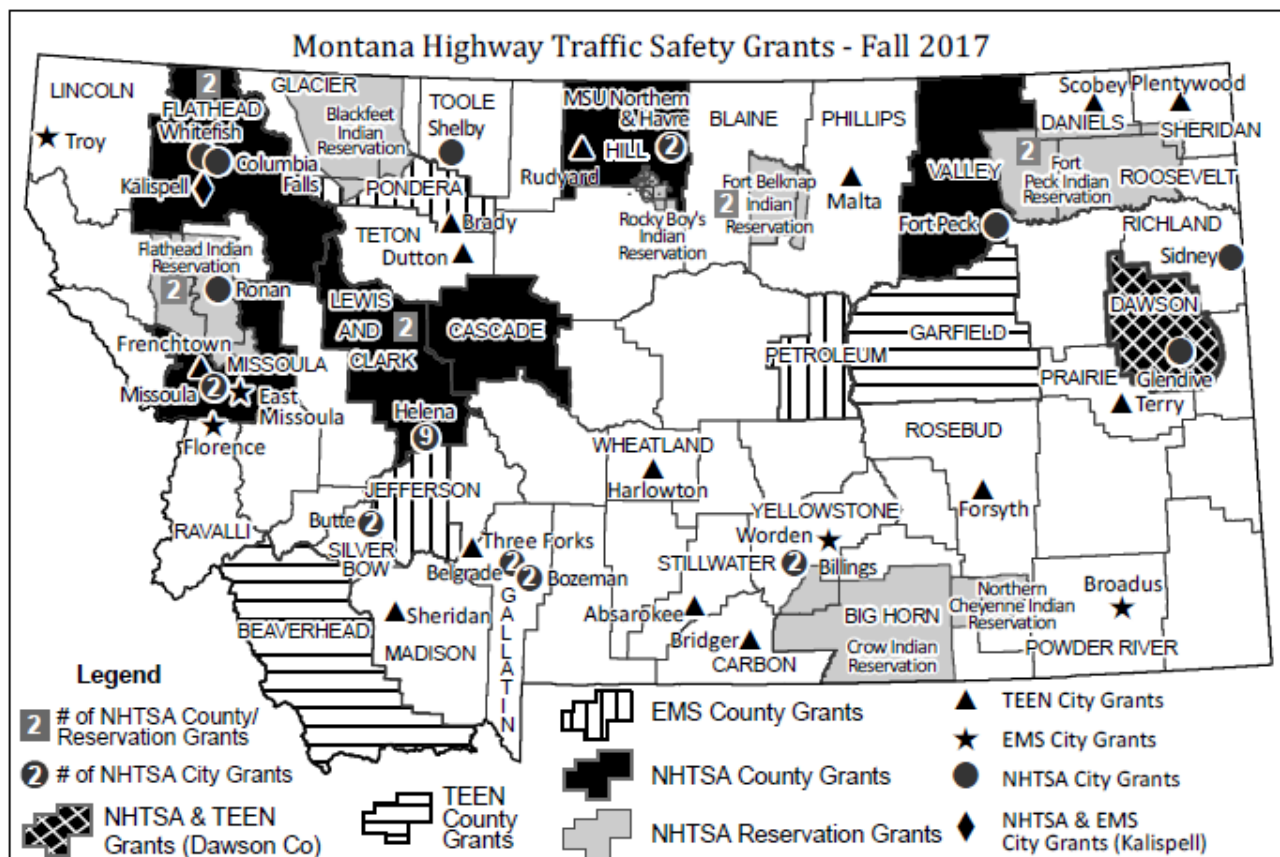 Montana Highway Traffic Safety Grants - Fall 2017
LINCOLN
2
FLATHEAD
Whitefish
Troy
Columbia
Falls
Kalispell
GLACIER
Blackfeet
Indian
Reservation
TOOLE
Shelby
PONDERA
Brady
TETON
Dutton
MSU Northern
& Havre
HILL
2
Rudyard
Rocky Boy's
Indian
Reservation
BLAINE
Fort Belknap
Indian
Reservation
2
PHILLIPS
Malta
VALLEY
Fort Peck
Scobey
DANIELS
Plentywood
SHERIDAN
2
Fort
Peck Indian
Reservation
ROOSEVELT
RICHLAND
Sidney
DAWSON
Glendive
PRAIRIE
Terry
Flathead Indian
Reservation
2
Ronan
Frenchtown
MISSOULA
Missoula
2
East
Missoula
Florence
LEWIS
AND
CLARK
2
CASCADE
Helena
9
PETROLEUM
GARFIELD
WHEATLAND
Harlowton
ROSEBUD
Forsyth
JEFFERSON
RAVALLI
Butte
2
SILVER
BOW
Three Forks
Belgrade
2
2
Bozeman
GALLATIN
YELLOWSTONE
Worden
STILLWATER
2
Billings
Absarokee
Bridger
CARBON
BIG HORN
Crow Indian
Reservation
Northern
Cheyenne Indian
Reservation
Broadus
POWDER RIVER
BEAVERHEAD
Sheridan
MADISON
Legend
2 # of NHTSA County/
Reservation Grants
2 # of NHTSA City Grants
NHTSA & TEEN
Grants (Dawson Co)
TEEN
County
Grants
EMS County Grants
NHTSA County Grants
NHTSA Reservation Grants
TEEN City Grants
EMS City Grants
NHTSA City Grants
NHTSA & EMS
City Grants (Kalispell)